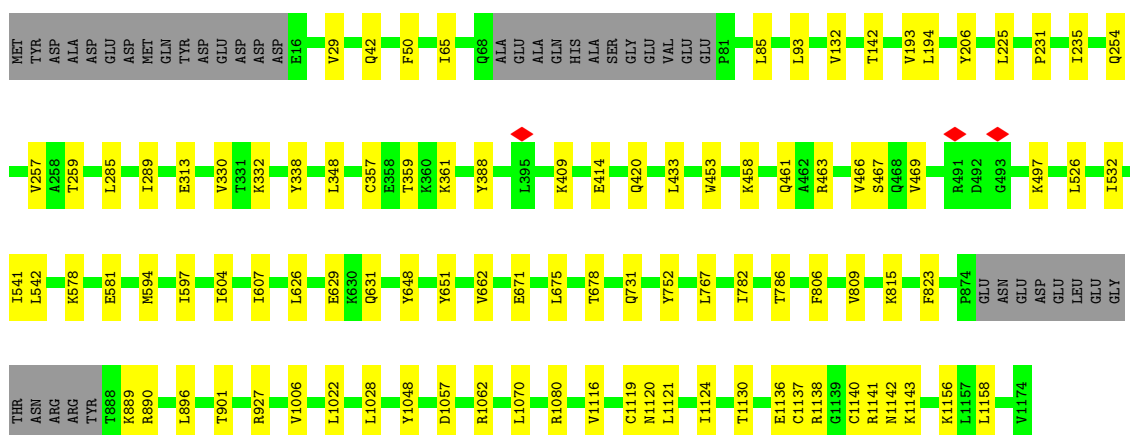 MET TYR ASP ALA ASP GLU ASP MET GLN TYR ASP GLU ASP ASP ASP E16 V29 Q42 F50 I65 Q68 ALA GLU ALA GLN HIS ALA SER GLY GLU VAL GLU GLU P81 L85 L93 V132 T142 V193 L194 Y206 L225 P231 I235 Q254
V257 A258 T259 L285 I289 E313 V330 T331 K332 Y338 L348 C357 E358 T359 K360 K361 Y388 L395 K409 E414 Q420 L433 W453 K458 Q461 A462 R463 V466 S467 Q468 V469 R491 D492 G493 K497 L526 I532
I541 L542 K578 E581 M594 I597 I604 I607 L626 E629 K630 Q631 Y648 Y651 V662 E671 L675 T678 Q731 Y752 L767 I782 T786 F806 V809 K815 F823 P874 GLU ASN GLU ASP GLU LEU GLU GLY
THR ASN ARG ARG TYR T888 K889 R890 L896 T901 R927 V1006 L1022 L1028 Y1048 D1057 R1062 L1070 R1080 V1116 C1119 N1120 L1121 I1124 T1130 E1136 C1137 R1138 G1139 C1140 R1141 N1142 K1143 K1156 L1157 L1158 V1174